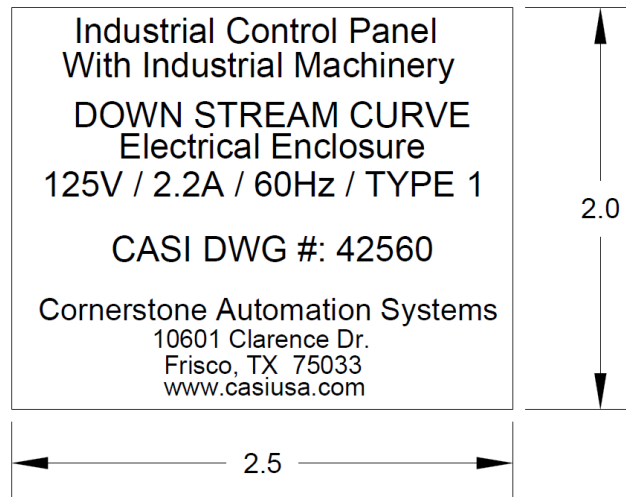 Industrial Control Panel
With Industrial Machinery
DOWN STREAM CURVE
Electrical Enclosure
125V / 2.2A / 60Hz / TYPE 1
CASI DWG #: 42560
Cornerstone Automation Systems
10601 Clarence Dr.
Frisco, TX  75033
www.casiusa.com
2.0
2.5